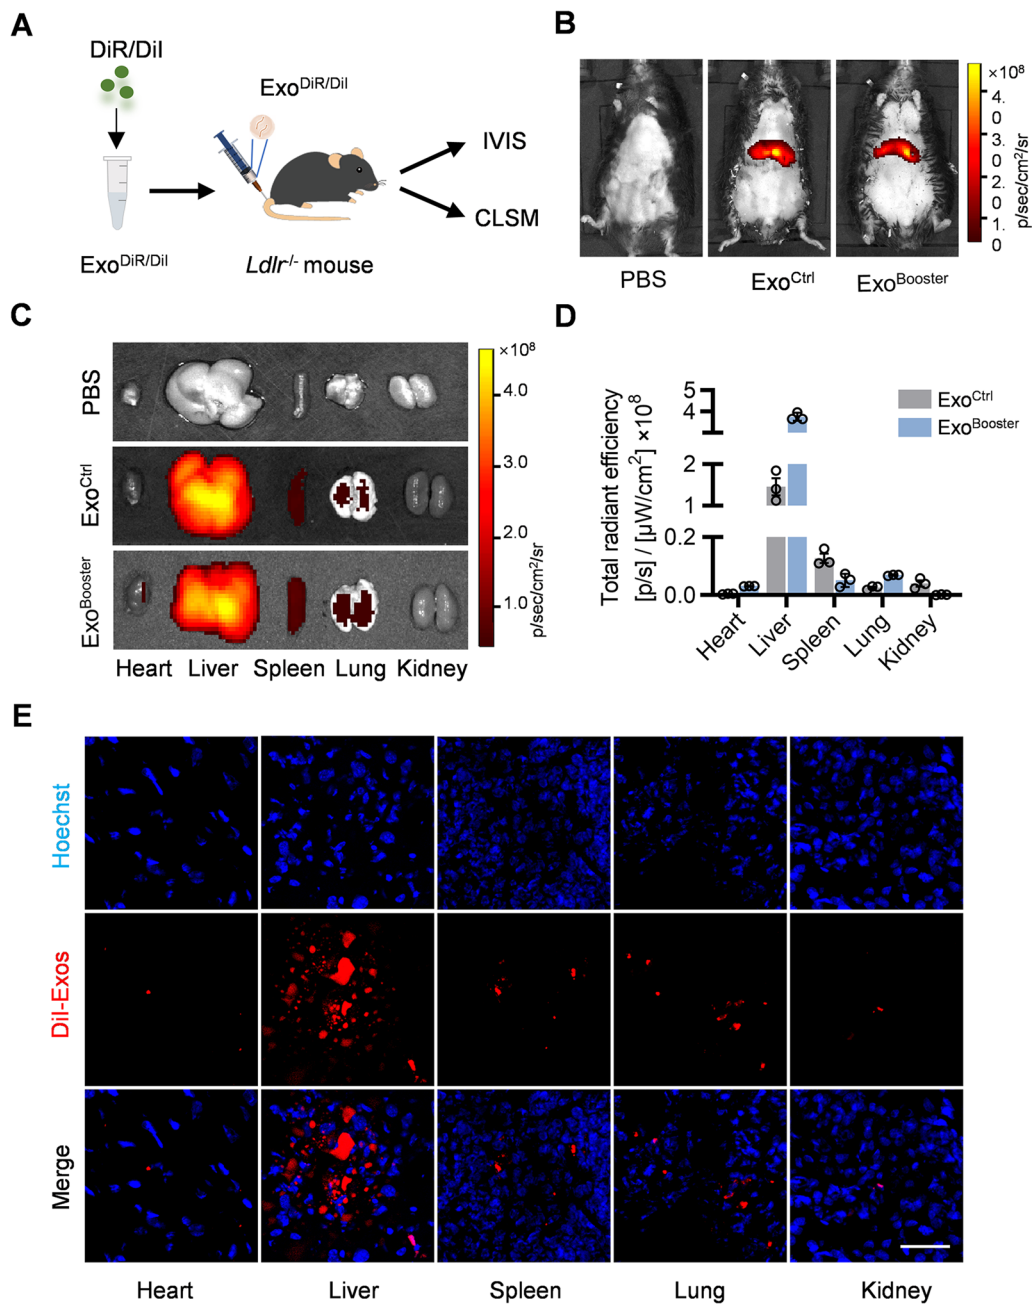 A
DiR/DiI
Exo^DiR/DiI
Exo^DiR/DiI
Ldlr^-/- mouse
IVIS
CLSM
B
PBS
Exo^Ctrl
Exo^Booster
×10^8
4.
0
3.
0
2.
0
1.
0
p/sec/cm²/sr
C
PBS
Exo^Ctrl
Exo^Booster
Heart Liver Spleen Lung Kidney
×10^8
4.0
3.0
2.0
1.0
p/sec/cm²/sr
D
Total radiant efficiency
[p/s] / [µW/cm²] ×10^8
5
4
2
1
0.2
0.0
Heart
Liver
Spleen
Lung
Kidney
Exo^Ctrl
Exo^Booster
E
Hoechst
DiI-Exos
Merge
Heart Liver Spleen Lung Kidney